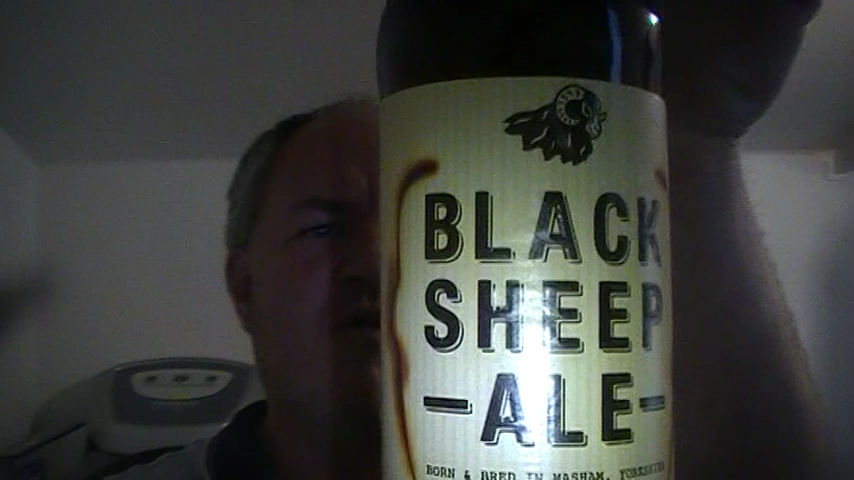 BLACK
SHEEP
-ALE-
BORN & BRED IN MASHAM, YORKSHIRE